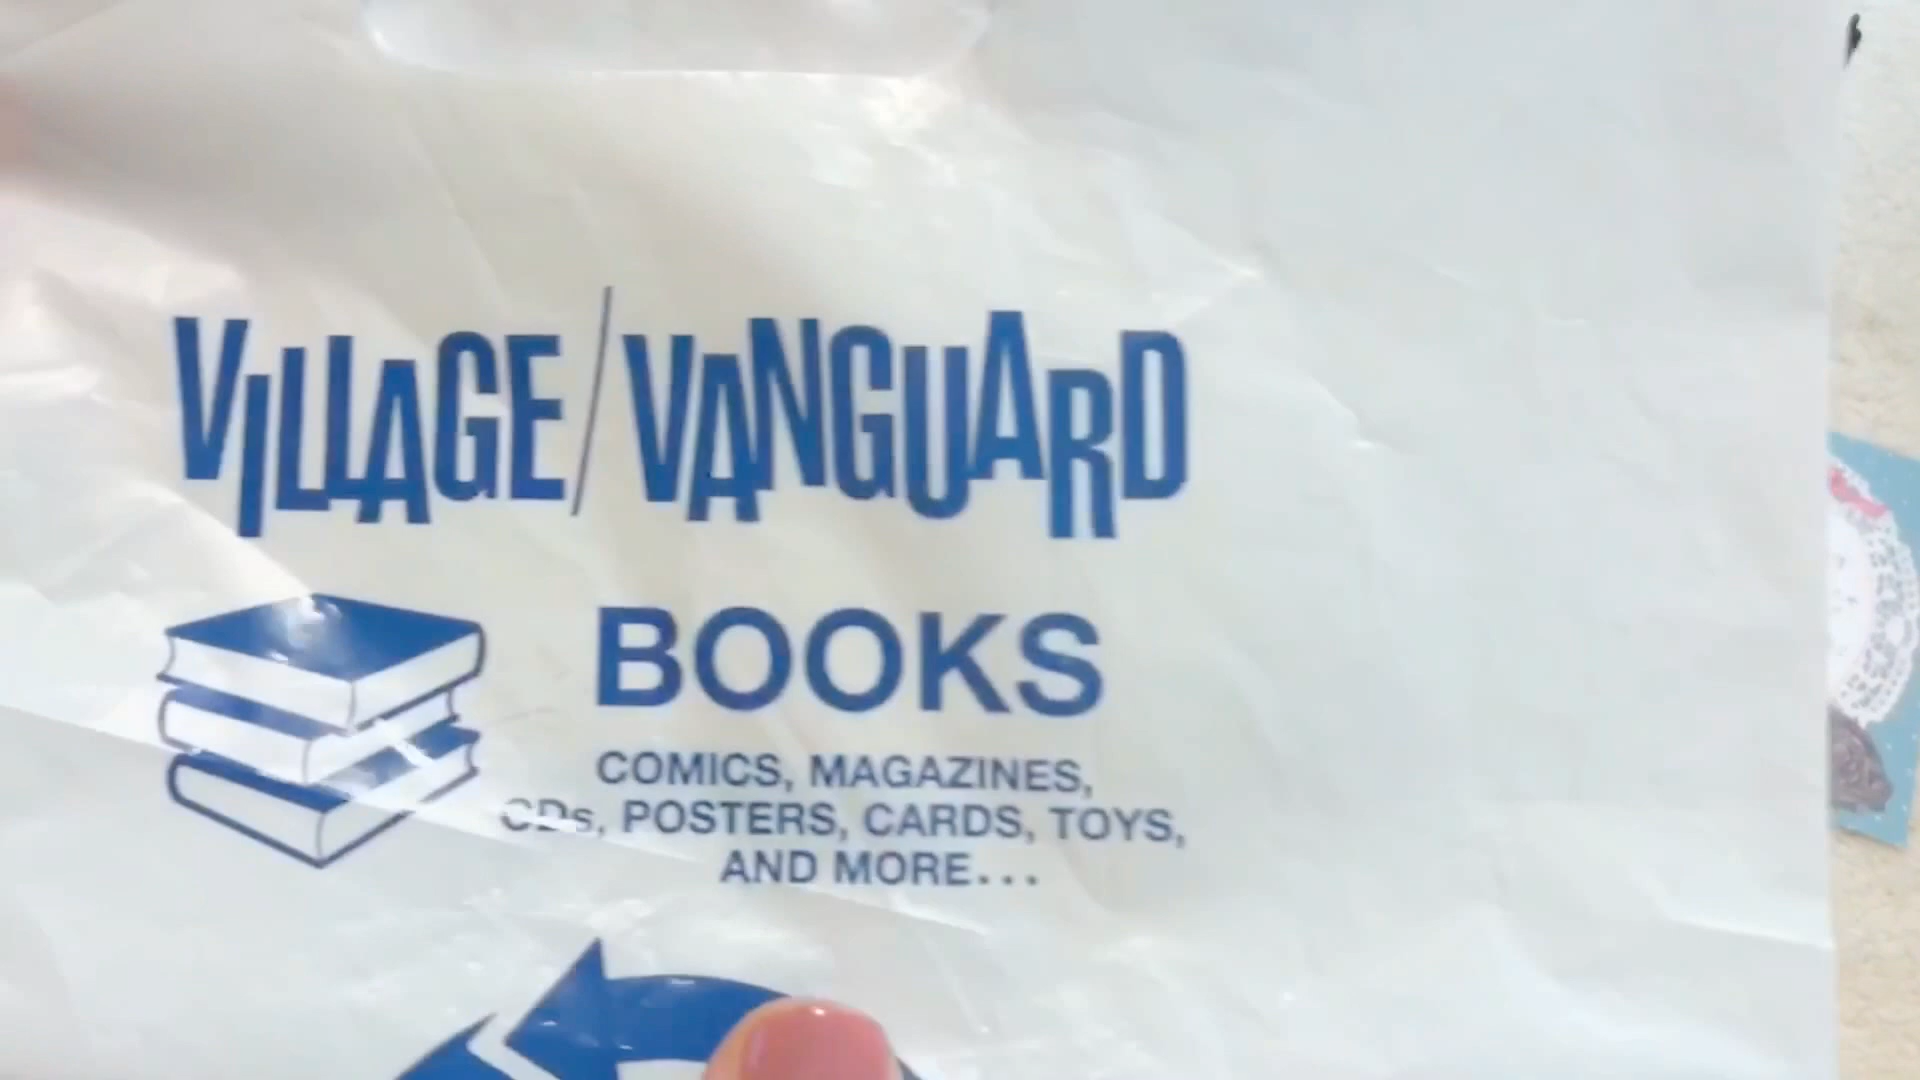 VILLAGE/VANGUARD
BOOKS
COMICS, MAGAZINES,
CDs, POSTERS, CARDS, TOYS,
AND MORE...